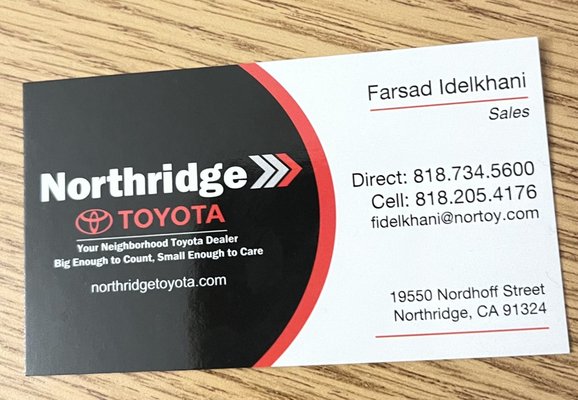 Northridge
TOYOTA
Your Neighborhood Toyota Dealer
Big Enough to Count, Small Enough to Care
northridgetoyota.com
Farsad Idelkhani
Sales
Direct: 818.734.5600
Cell: 818.205.4176
fidelkhani@nortoy.com
19550 Nordhoff Street
Northridge, CA 91324